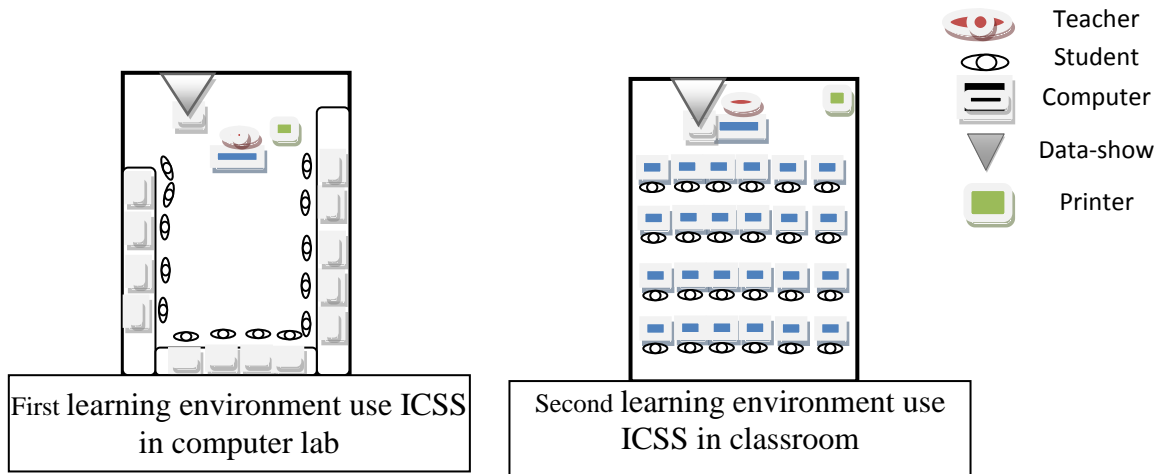 Teacher
Student
Computer
Data-show
Printer
First learning environment use ICSS
in computer lab
Second learning environment use
ICSS in classroom